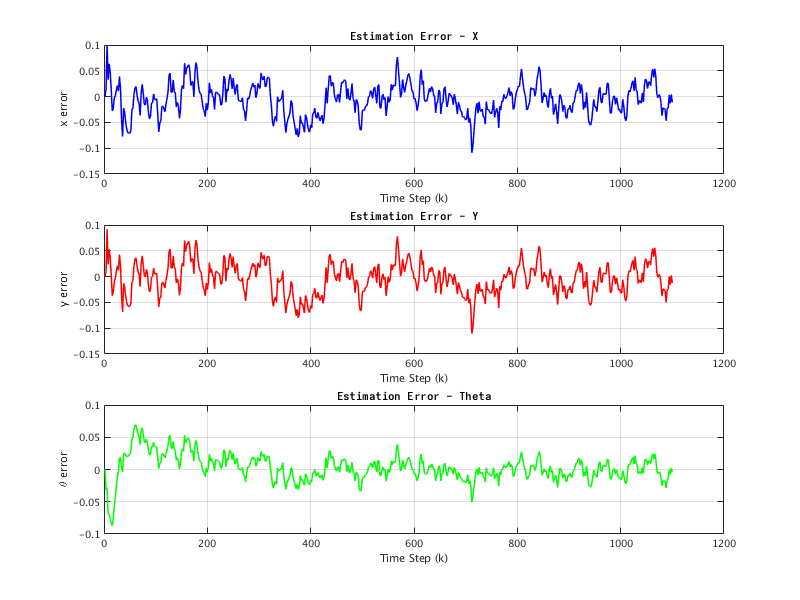 Estimation Error - X
0.1
0.05
0
-0.05
-0.1
-0.15
x error
0 200 400 600 800 1000 1200
Time Step (k)
Estimation Error - Y
0.1
0.05
0
-0.05
-0.1
-0.15
y error
0 200 400 600 800 1000 1200
Time Step (k)
Estimation Error - Theta
0.1
0.05
0
-0.05
-0.1
θ error
0 200 400 600 800 1000 1200
Time Step (k)